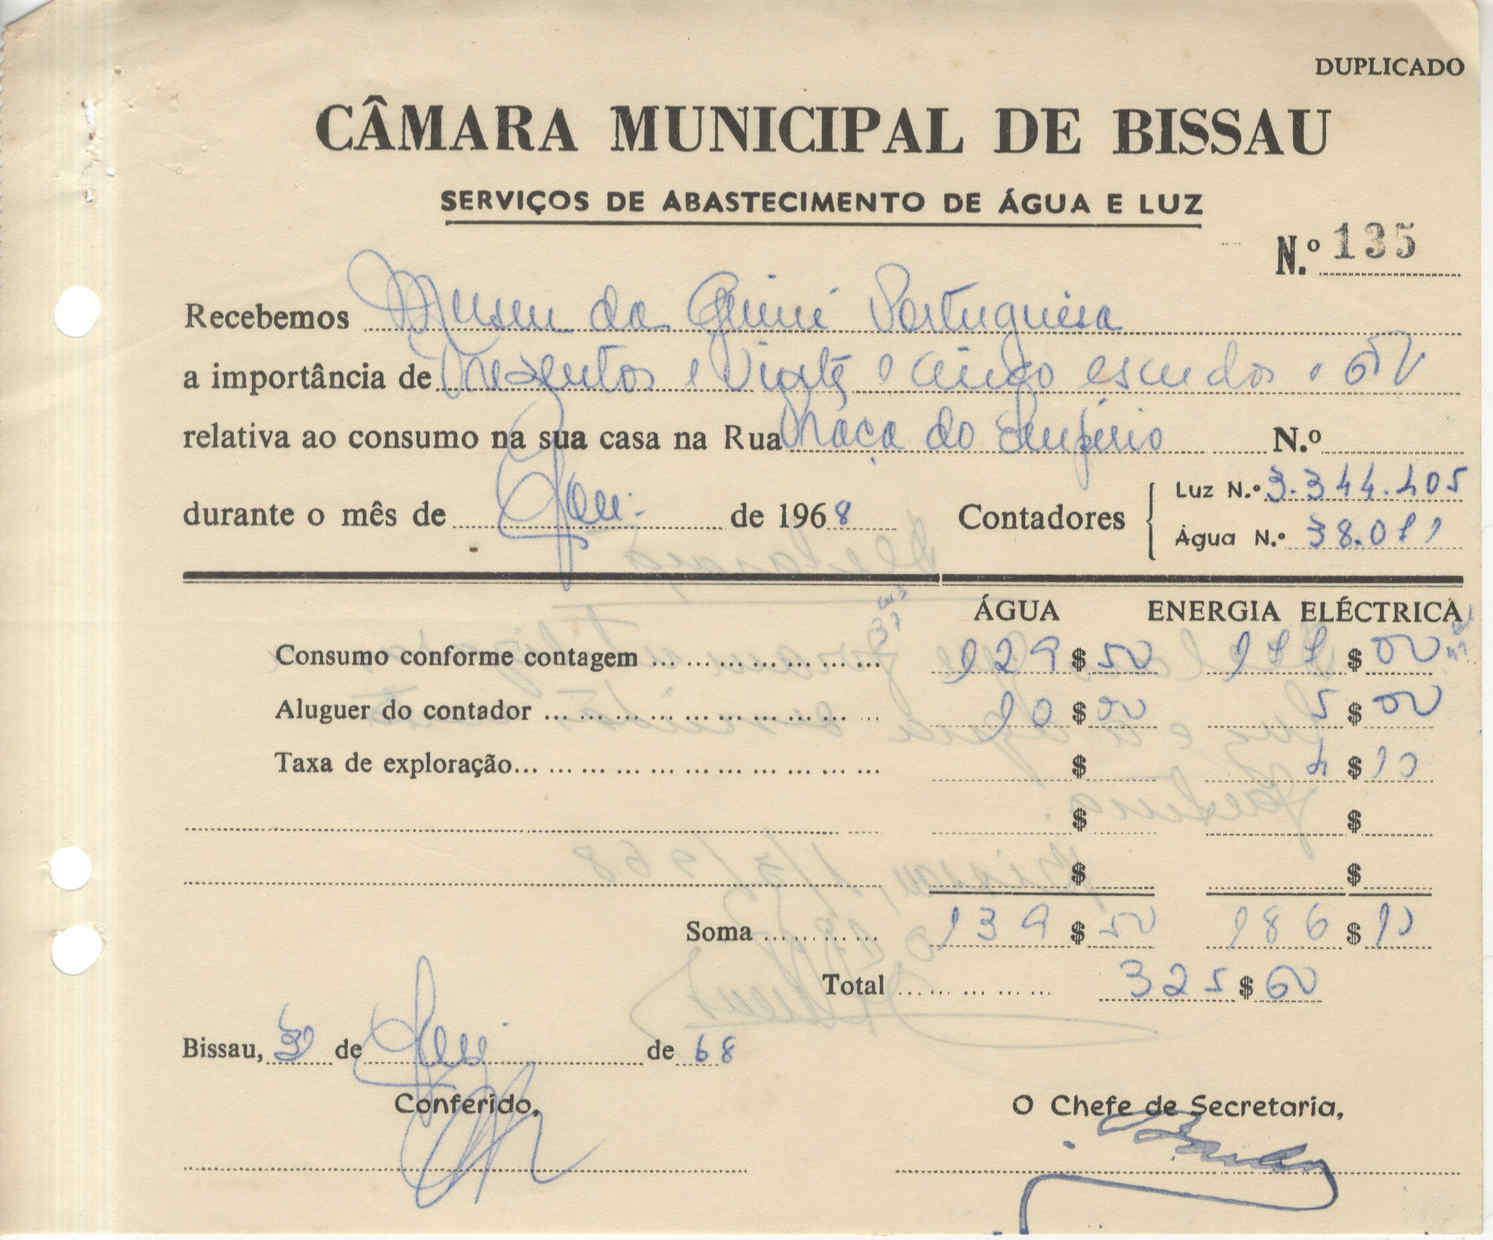 DUPLICADO
CÂMARA MUNICIPAL DE BISSAU
SERVIÇOS DE ABASTECIMENTO DE ÁGUA E LUZ
N.º 135
Recebemos Museu da Guiné Portuguesa
a importância de Trezentos e Vinte e cinco escudos e 60
relativa ao consumo na sua casa na Rua Praça do Império N.º
durante o mês de Jan: de 1968 Contadores
Luz N.º 3.344.405
Água N.º 38.011
ÁGUA ENERGIA ELÉCTRICA
Consumo conforme contagem 129$50 177$00
Aluguer do contador 10$00 5$00
Taxa de exploração 4$10
$ $
$ $
Soma 139$50 186$10
Total 325$60
Bissau, de Jan: de 68
Conferido,
O Chefe de Secretaria,